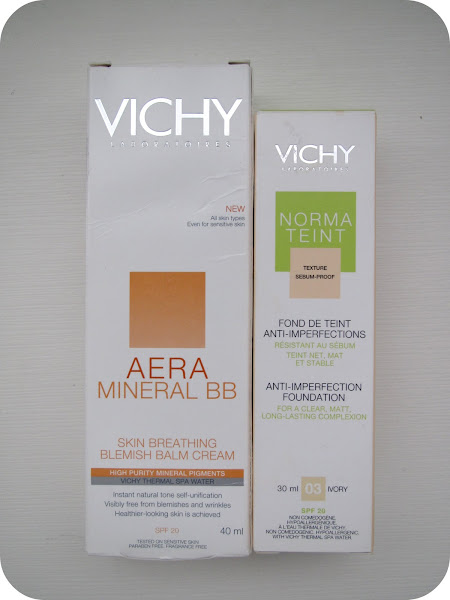 VICHY
LABORATOIRES
NEW
All skin types
Even for sensitive skin
AERA
MINERAL BB
SKIN BREATHING
BLEMISH BALM CREAM
HIGH PURITY MINERAL PIGMENTS
VICHY THERMAL SPA WATER
Instant natural tone self-unification
Visibly free from blemishes and wrinkles
Healthier-looking skin is achieved
SPF 20
40 ml
TESTED ON SENSITIVE SKIN.
PARABEN FREE. FRAGRANCE FREE
VICHY
LABORATOIRES
NORMA
TEINT
TEXTURE
SEBUM-PROOF
FOND DE TEINT
ANTI-IMPERFECTIONS
RÉSISTANT AU SÉBUM
TEINT NET, MAT
ET STABLE
ANTI-IMPERFECTION
FOUNDATION
FOR A CLEAR, MATT,
LONG-LASTING COMPLEXION
30 ml 03 IVORY
SPF 20
NON COMÉDOGÈNE,
HYPOALLERGÉNIQUE
À L'EAU THERMALE DE VICHY.
NON COMEDOGENIC, HYPOALLERGENIC
WITH VICHY THERMAL SPA WATER.